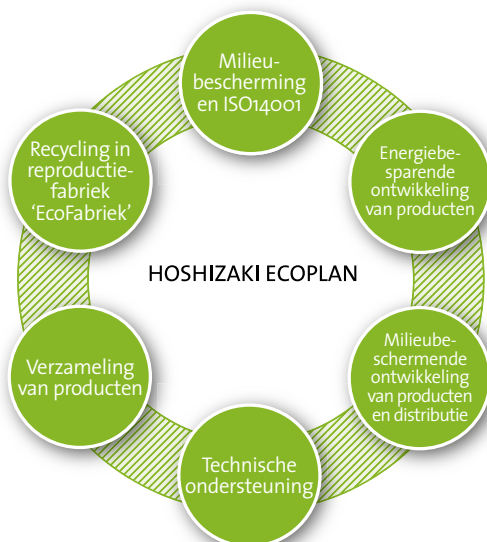 Milieu-
bescherming
en ISO14001
Energiebe-
sparende
ontwikkeling
van producten
Milieube-
schermende
ontwikkeling
van producten
en distributie
Technische
ondersteuning
Verzameling
van producten
Recycling in
reproductie-
fabriek
‘EcoFabriek’
HOSHIZAKI ECOPLAN